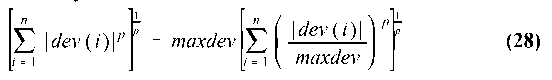 [∑_{i=1}^{n} |dev(i)|^p]^{1/p} - maxdev[∑_{i=1}^{n} (|dev(i)|/maxdev)^p]^{1/p} (28)